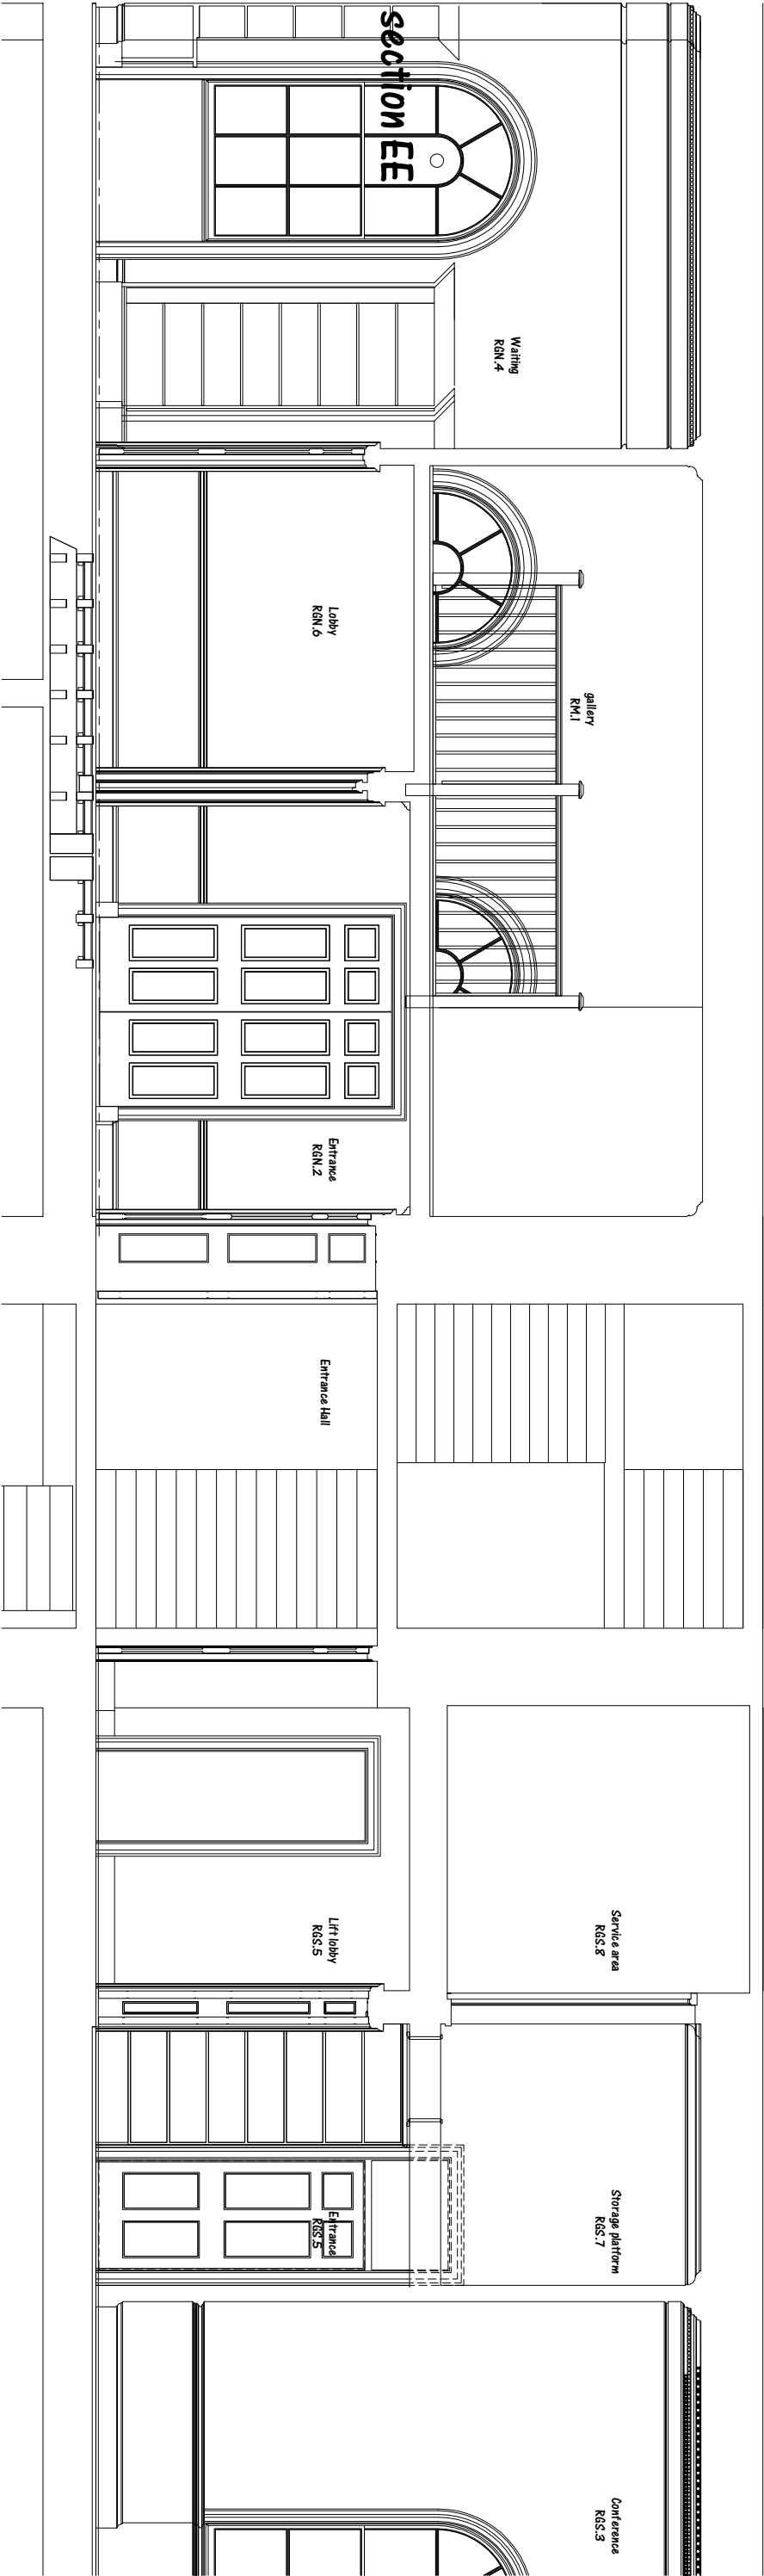 section EE
Waiting
RGN.4
Lobby
RGN.6
gallery
RM.1
Entrance
RGN.2
Entrance Hall
Lift lobby
RGS.5
Service area
RGS.8
Entrance
RGS.5
Storage platform
RGS.7
Conference
RGS.3